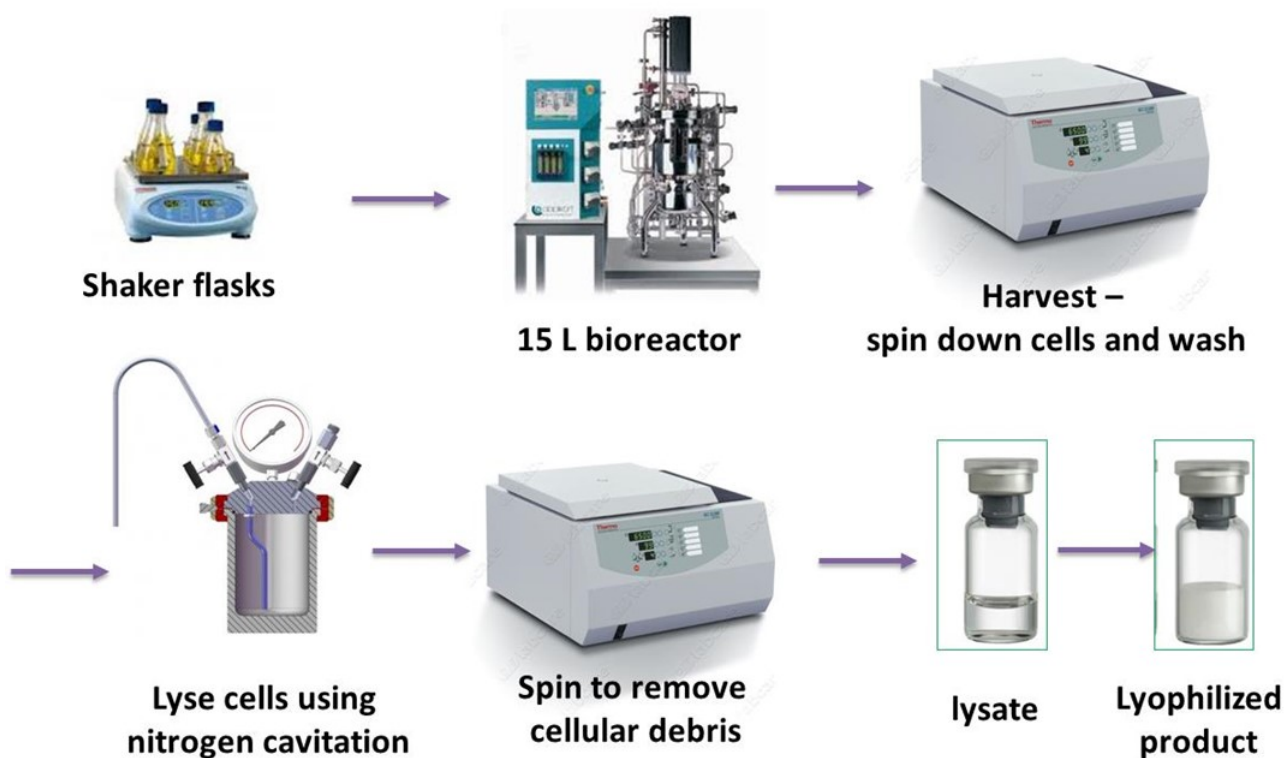 Shaker flasks
15 L bioreactor
Harvest –
spin down cells and wash
Lyse cells using
nitrogen cavitation
Spin to remove
cellular debris
lysate
Lyophilized
product